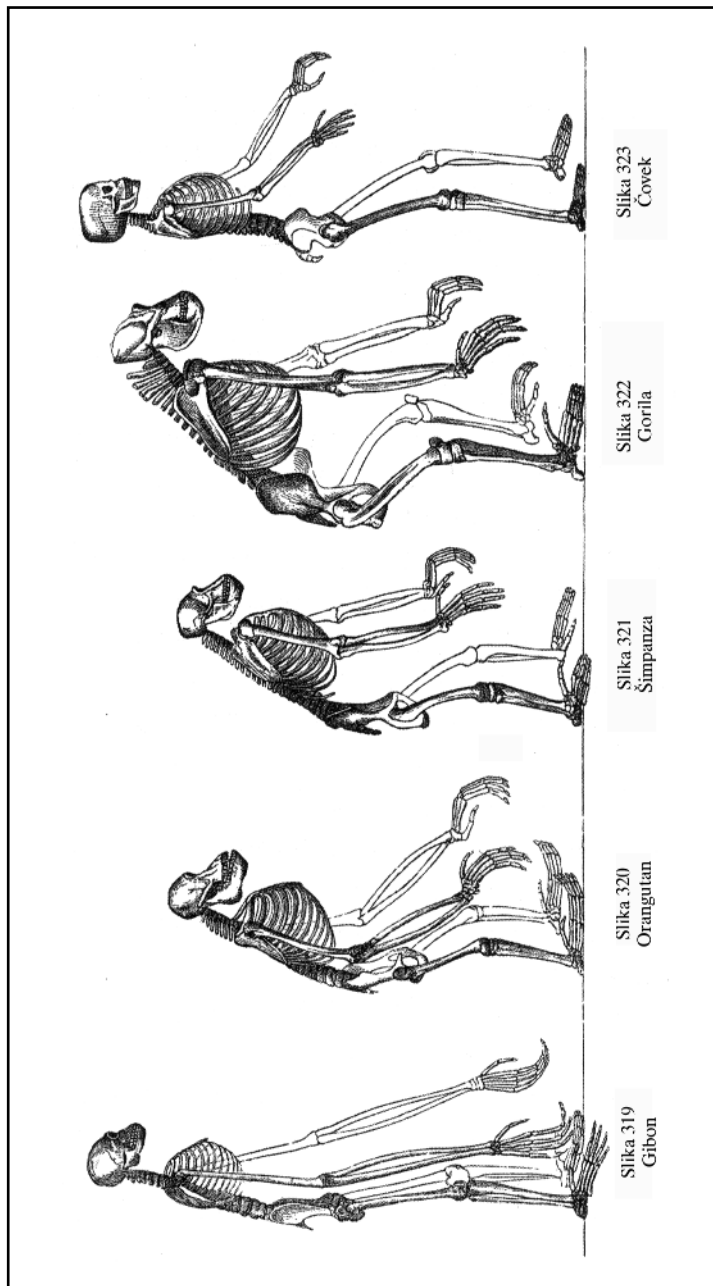 Slika 319
Gibon
Slika 320
Orangutan
Slika 321
Šimpanza
Slika 322
Gorila
Slika 323
Čovek